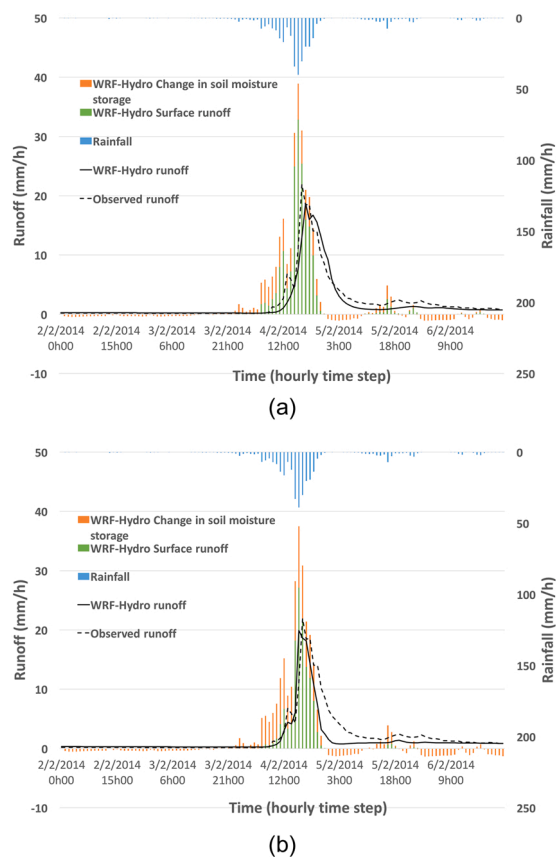 50
40
30
20
10
0
-10
Runoff (mm/h)
WRF-Hydro Change in soil moisture
storage
WRF-Hydro Surface runoff
Rainfall
WRF-Hydro runoff
Observed runoff
0
50
100
150
200
250
Rainfall (mm/h)
2/2/2014 2/2/2014 3/2/2014 3/2/2014 4/2/2014 5/2/2014 5/2/2014 6/2/2014
0h00 15h00 6h00 21h00 12h00 3h00 18h00 9h00
Time (hourly time step)
(a)
50
40
30
20
10
0
-10
Runoff (mm/h)
WRF-Hydro Change in soil moisture
storage
WRF-Hydro Surface runoff
Rainfall
WRF-Hydro runoff
Observed runoff
0
50
100
150
200
250
Rainfall (mm/h)
2/2/2014 2/2/2014 3/2/2014 3/2/2014 4/2/2014 5/2/2014 5/2/2014 6/2/2014
0h00 15h00 6h00 21h00 12h00 3h00 18h00 9h00
Time (hourly time step)
(b)